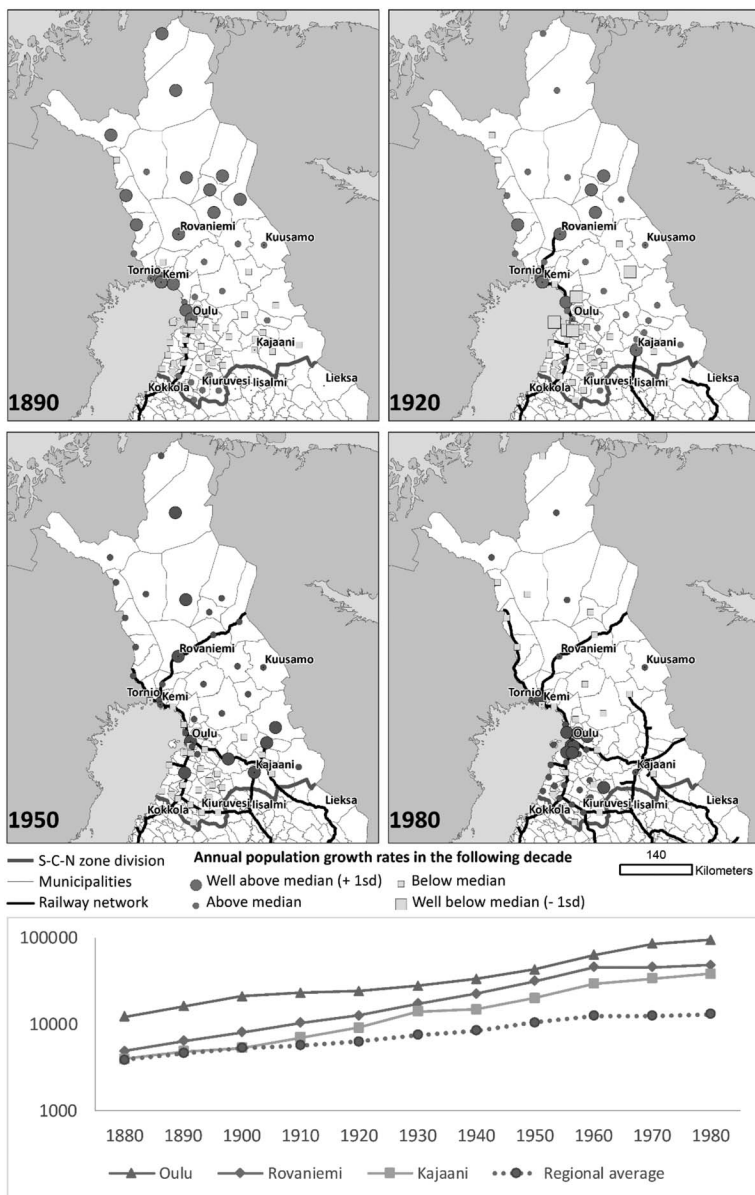 Rovaniemi
Kuusamo
Tornio
Kemi
Oulu
Kajaani
Kokkola
Kiuruvesi
Iisalmi
Lieksa
1890
Rovaniemi
Kuusamo
Tornio
Kemi
Oulu
Kajaani
Kokkola
Kiuruvesi
Iisalmi
Lieksa
1920
Rovaniemi
Kuusamo
Tornio
Kemi
Oulu
Kajaani
Kokkola
Kiuruvesi
Iisalmi
Lieksa
1950
Rovaniemi
Kuusamo
Tornio
Kemi
Oulu
Kajaani
Kokkola
Kiuruvesi
Iisalmi
Lieksa
1980
S-C-N zone division
Municipalities
Railway network
Annual population growth rates in the following decade
Well above median (+ 1sd)
Below median
Above median
Well below median (- 1sd)
140
Kilometers
100000
10000
1000
1880 1890 1900 1910 1920 1930 1940 1950 1960 1970 1980
Oulu Rovaniemi Kajaani Regional average